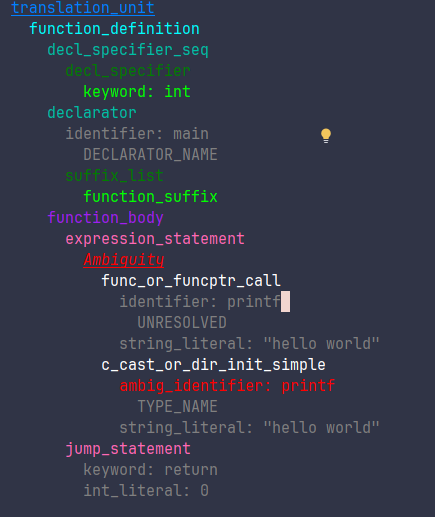 translation_unit
function_definition
decl_specifier_seq
decl_specifier
keyword: int
declarator
identifier: main
DECLARATOR_NAME
suffix_list
function_suffix
function_body
expression_statement
Ambiguity
func_or_funcptr_call
identifier: printf
UNRESOLVED
string_literal: "hello world"
c_cast_or_dir_init_simple
ambig_identifier: printf
TYPE_NAME
string_literal: "hello world"
jump_statement
keyword: return
int_literal: 0